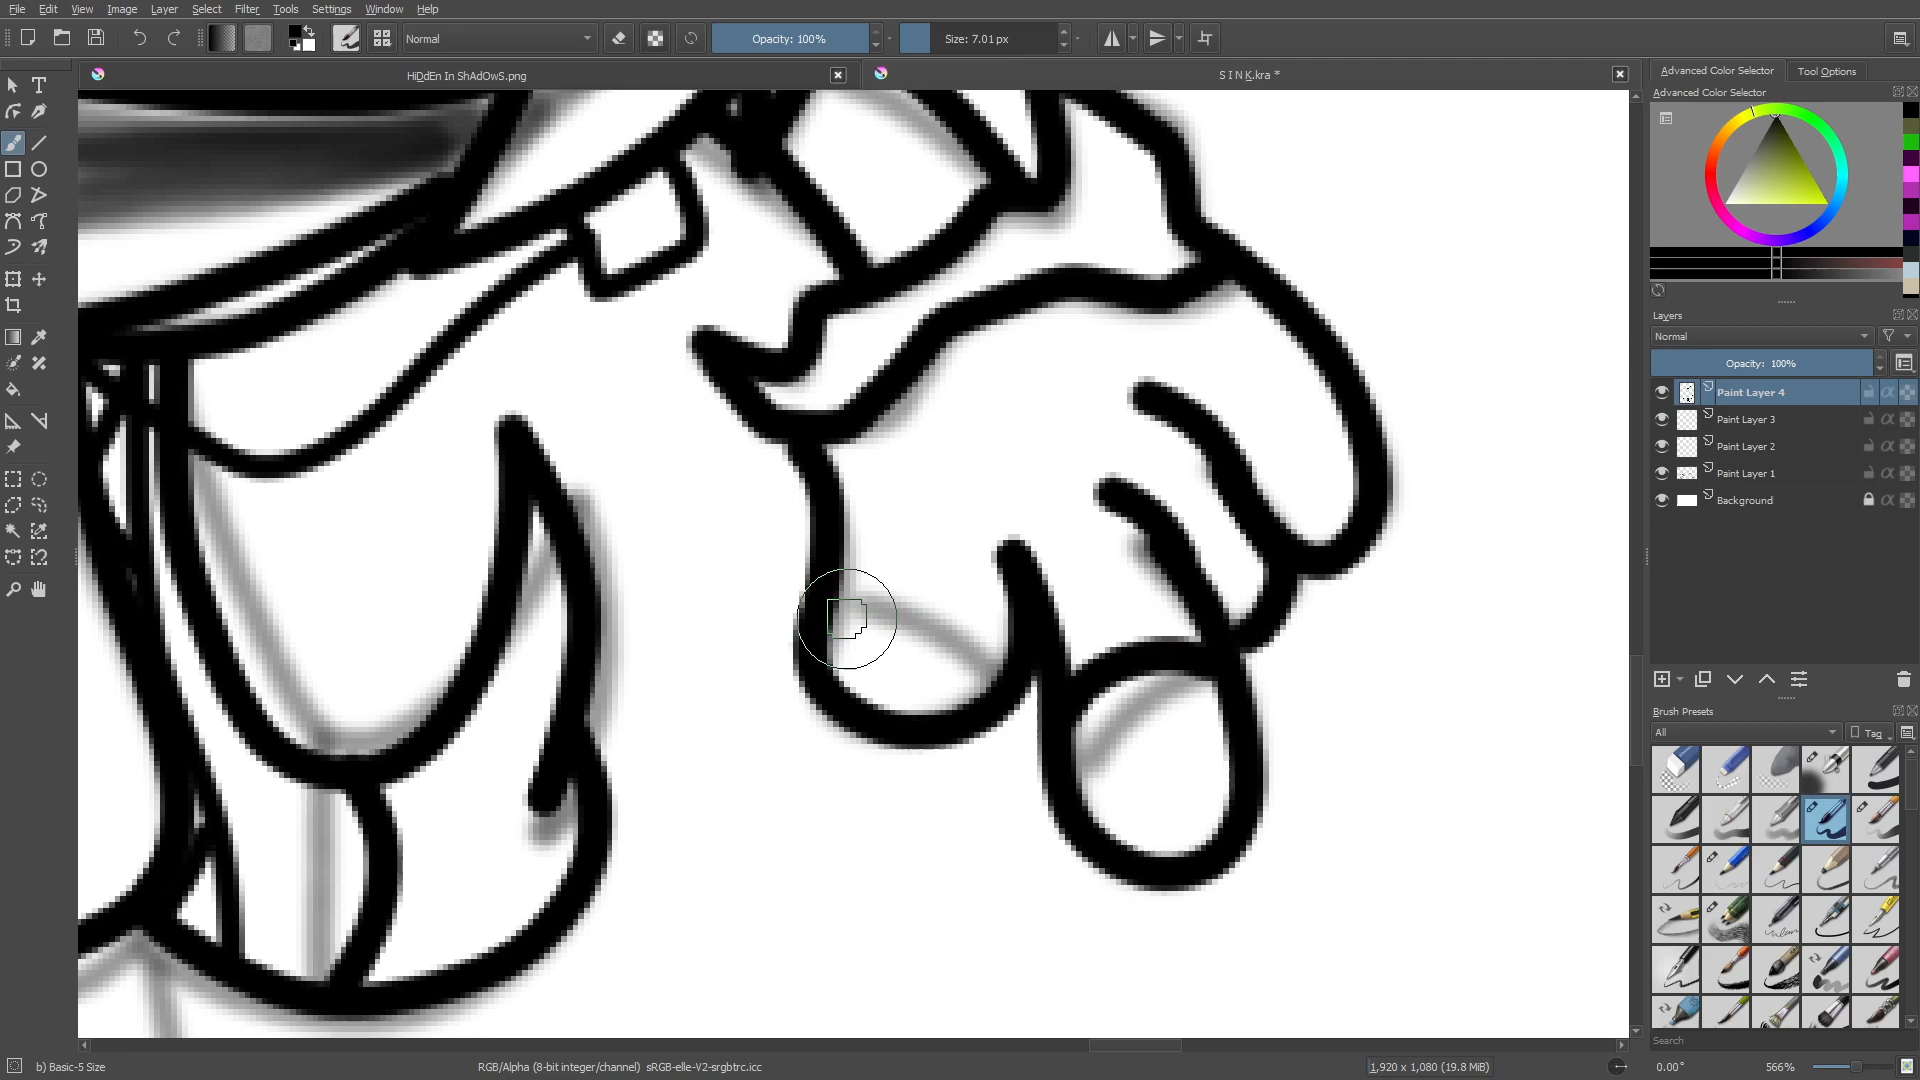 File Edit View Image Layer Select Filter Tools Settings Window Help
Normal Opacity: 100% Size: 7.01 px
HiDdEn In ShAdOwS.png S I N K.kra *
Advanced Color Selector Tool Options
Advanced Color Selector
Layers
Normal
Opacity: 100%
Paint Layer 4
Paint Layer 3
Paint Layer 2
Paint Layer 1
Background
Brush Presets
All Tag
Search
b) Basic-5 Size RGB/Alpha (8-bit integer/channel) sRGB-elle-V2-srgbtrc.icc 1,920 x 1,080 (19.8 MiB) 0.00° 566%